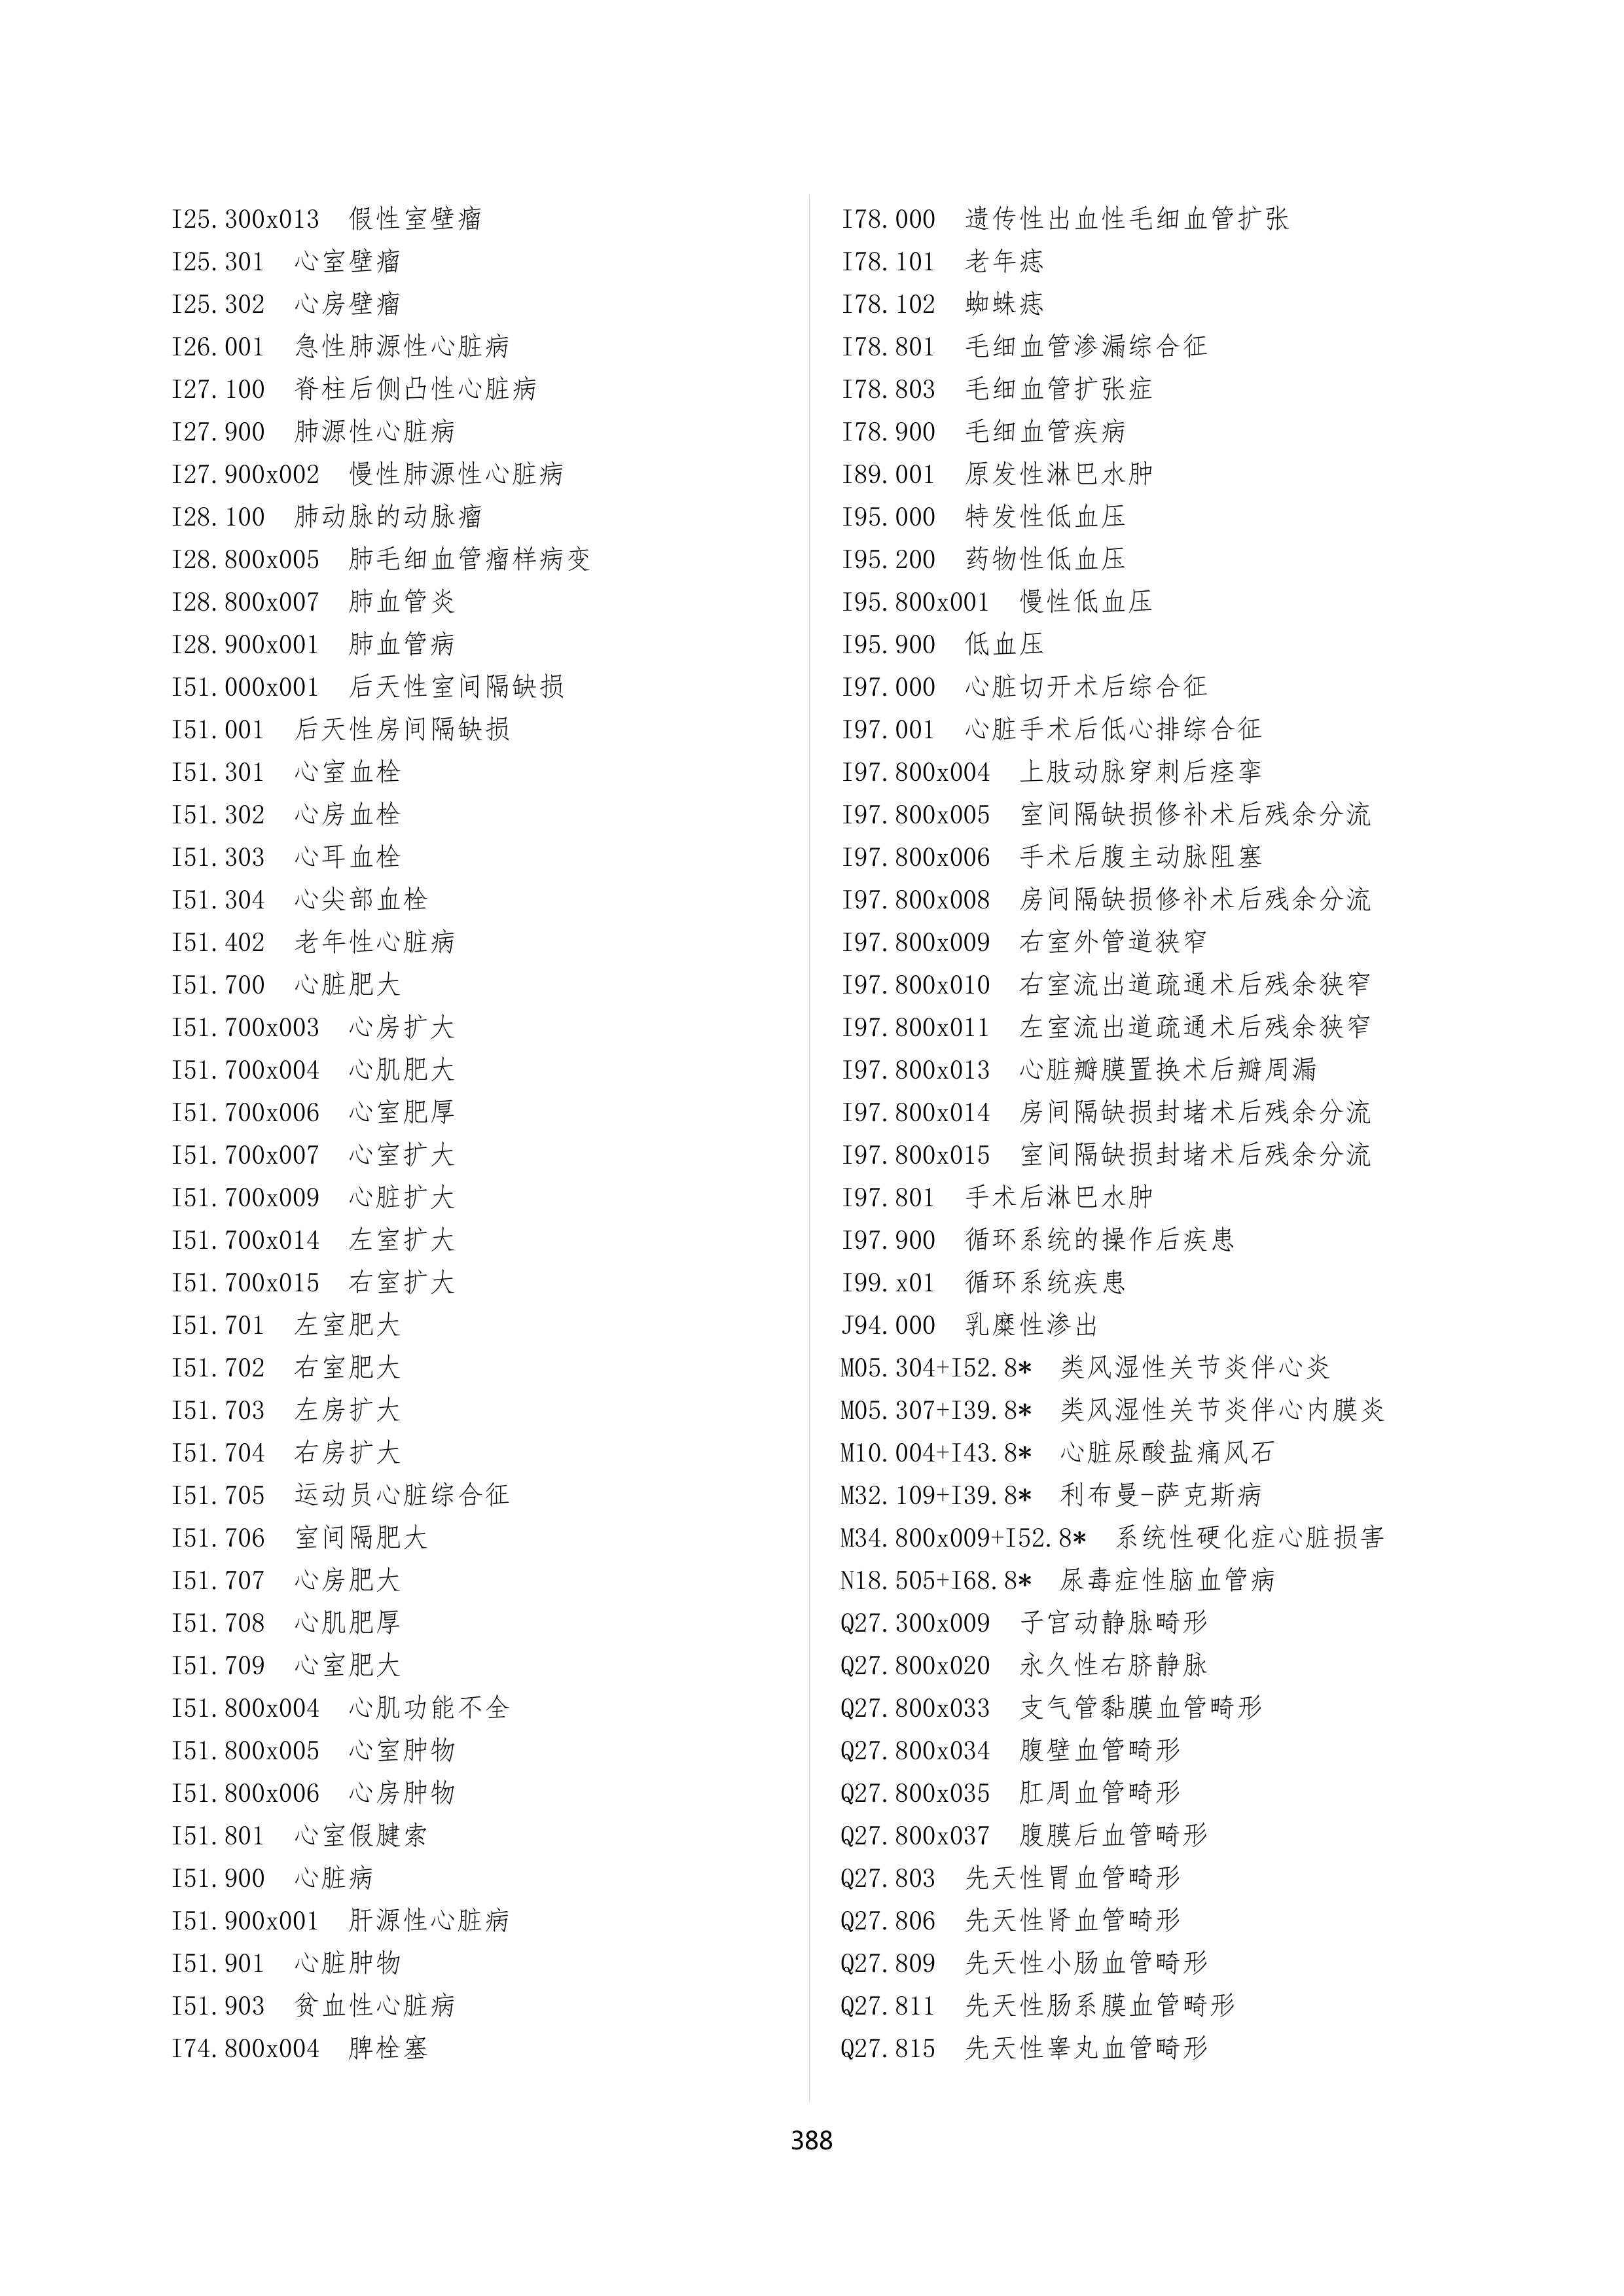 I25.300x013 假性室壁瘤
I25.301 心室壁瘤
I25.302 心房壁瘤
I26.001 急性肺源性心脏病
I27.100 脊柱后侧凸性心脏病
I27.900 肺源性心脏病
I27.900x002 慢性肺源性心脏病
I28.100 肺动脉的动脉瘤
I28.800x005 肺毛细血管瘤样病变
I28.800x007 肺血管炎
I28.900x001 肺血管病
I51.000x001 后天性室间隔缺损
I51.001 后天性房间隔缺损
I51.301 心室血栓
I51.302 心房血栓
I51.303 心耳血栓
I51.304 心尖部血栓
I51.402 老年性心脏病
I51.700 心脏肥大
I51.700x003 心房扩大
I51.700x004 心肌肥大
I51.700x006 心室肥厚
I51.700x007 心室扩大
I51.700x009 心脏扩大
I51.700x014 左室扩大
I51.700x015 右室扩大
I51.701 左室肥大
I51.702 右室肥大
I51.703 左房扩大
I51.704 右房扩大
I51.705 运动员心脏综合征
I51.706 室间隔肥大
I51.707 心房肥大
I51.708 心肌肥厚
I51.709 心室肥大
I51.800x004 心肌功能不全
I51.800x005 心室肿物
I51.800x006 心房肿物
I51.801 心室假腱索
I51.900 心脏病
I51.900x001 肝源性心脏病
I51.901 心脏肿物
I51.903 贫血性心脏病
I74.800x004 脾栓塞
I78.000 遗传性出血性毛细血管扩张
I78.101 老年痣
I78.102 蜘蛛痣
I78.801 毛细血管渗漏综合征
I78.803 毛细血管扩张症
I78.900 毛细血管疾病
I89.001 原发性淋巴水肿
I95.000 特发性低血压
I95.200 药物性低血压
I95.800x001 慢性低血压
I95.900 低血压
I97.000 心脏切开术后综合征
I97.001 心脏手术后低心排综合征
I97.800x004 上肢动脉穿刺后痉挛
I97.800x005 室间隔缺损修补术后残余分流
I97.800x006 手术后腹主动脉阻塞
I97.800x008 房间隔缺损修补术后残余分流
I97.800x009 右室外管道狭窄
I97.800x010 右室流出道疏通术后残余狭窄
I97.800x011 左室流出道疏通术后残余狭窄
I97.800x013 心脏瓣膜置换术后瓣周漏
I97.800x014 房间隔缺损封堵术后残余分流
I97.800x015 室间隔缺损封堵术后残余分流
I97.801 手术后淋巴水肿
I97.900 循环系统的操作后疾患
I99.x01 循环系统疾患
J94.000 乳糜性渗出
M05.304+I52.8* 类风湿性关节炎伴心炎
M05.307+I39.8* 类风湿性关节炎伴心内膜炎
M10.004+I43.8* 心脏尿酸盐痛风石
M32.109+I39.8* 利布曼-萨克斯病
M34.800x009+I52.8* 系统性硬化症心脏损害
N18.505+I68.8* 尿毒症性脑血管病
Q27.300x009 子宫动静脉畸形
Q27.800x020 永久性右脐静脉
Q27.800x033 支气管黏膜血管畸形
Q27.800x034 腹壁血管畸形
Q27.800x035 肛周血管畸形
Q27.800x037 腹膜后血管畸形
Q27.803 先天性胃血管畸形
Q27.806 先天性肾血管畸形
Q27.809 先天性小肠血管畸形
Q27.811 先天性肠系膜血管畸形
Q27.815 先天性睾丸血管畸形
388